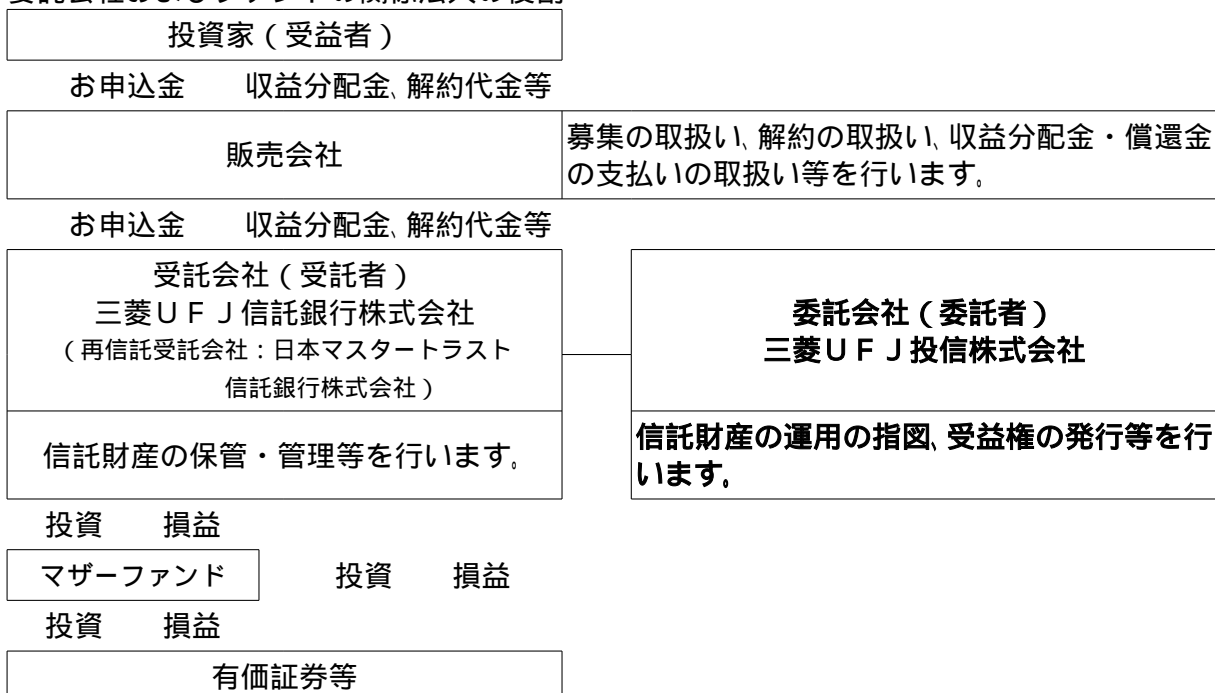 投資家(受益者)
お申込金 収益分配金、解約代金等
販売会社
募集の取扱い、解約の取扱い、収益分配金・償還金
の支払いの取扱い等を行います。
お申込金 収益分配金、解約代金等
受託会社(受託者)
三菱UFJ信託銀行株式会社
(再信託受託会社:日本マスタートラスト
信託銀行株式会社)
委託会社(委託者)
三菱UFJ投信株式会社
信託財産の保管・管理等を行います。
信託財産の運用の指図、受益権の発行等を行
います。
投資 損益
マザーファンド 投資 損益
投資 損益
有価証券等